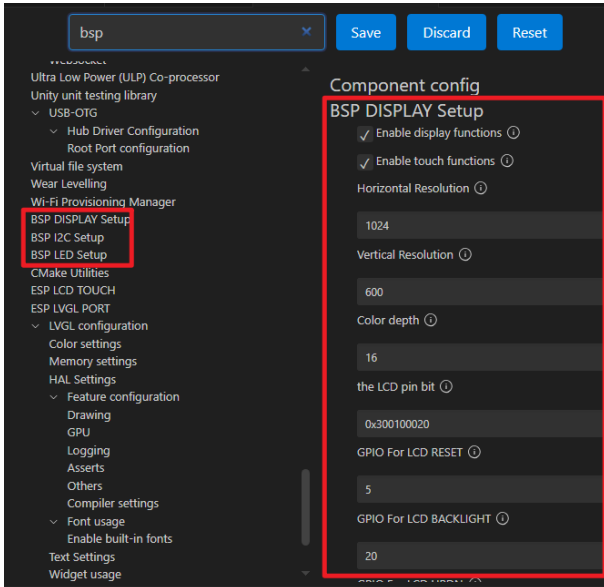 bsp
Save
Discard
Reset
WebSocket
Ultra Low Power (ULP) Co-processor
Unity unit testing library
USB-OTG
Hub Driver Configuration
Root Port configuration
Virtual file system
Wear Levelling
Wi-Fi Provisioning Manager
BSP DISPLAY Setup
BSP I2C Setup
BSP LED Setup
CMake Utilities
ESP LCD TOUCH
ESP LVGL PORT
LVGL configuration
Color settings
Memory settings
HAL Settings
Feature configuration
Drawing
GPU
Logging
Asserts
Others
Compiler settings
Font usage
Enable built-in fonts
Text Settings
Widget usage
Component config
BSP DISPLAY Setup
Enable display functions
Enable touch functions
Horizontal Resolution
1024
Vertical Resolution
600
Color depth
16
the LCD pin bit
0x300100020
GPIO For LCD RESET
5
GPIO For LCD BACKLIGHT
20
GPIO For LCD